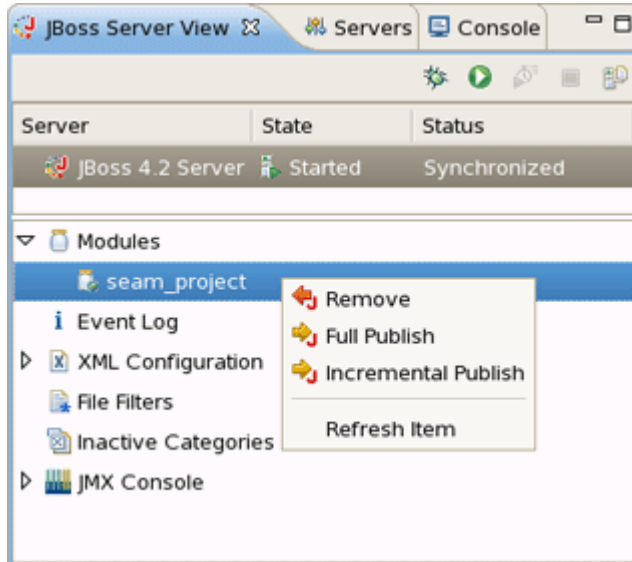 JBoss Server View Servers Console
Server State Status
JBoss 4.2 Server Started Synchronized
Modules
seam_project
Remove
Event Log
Full Publish
XML Configuration
Incremental Publish
File Filters
Refresh Item
Inactive Categories
JMX Console